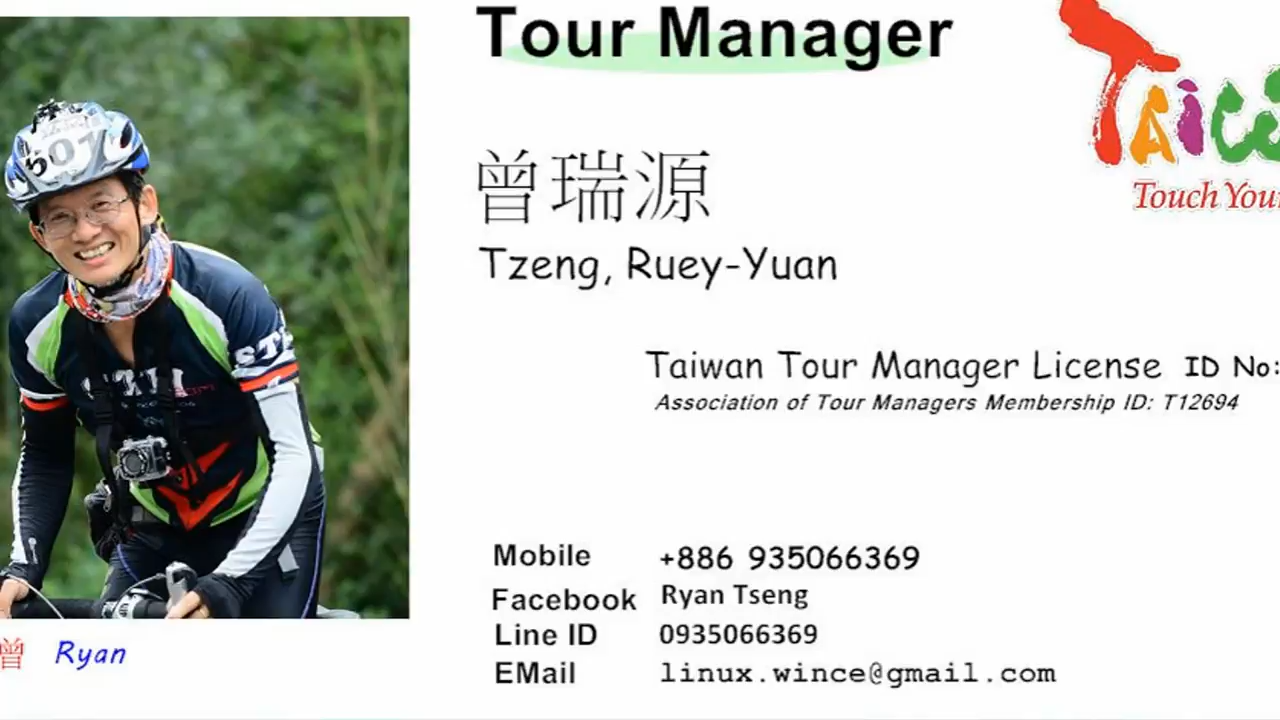 Tour Manager
曾瑞源
Tzeng, Ruey-Yuan
Touch Your
Taiwan Tour Manager License ID No:
Association of Tour Managers Membership ID: T12694
Mobile +886 935066369
Facebook Ryan Tseng
Line ID 0935066369
EMail linux.wince@gmail.com
曾 Ryan
601